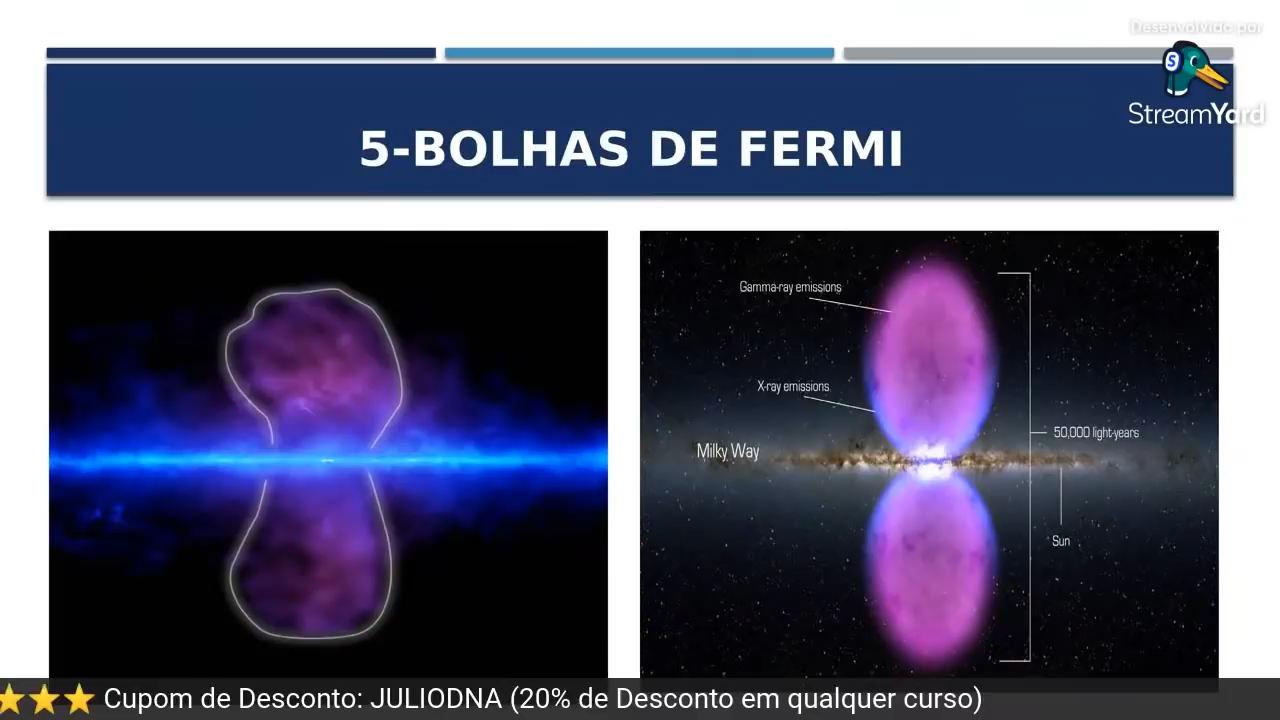 Desenvolvido por
StreamYard
5-BOLHAS DE FERMI
Gamma-ray emissions
X-ray emissions
Milky Way
50,000 light-years
Sun
Cupom de Desconto: JULIODNA (20% de Desconto em qualquer curso)